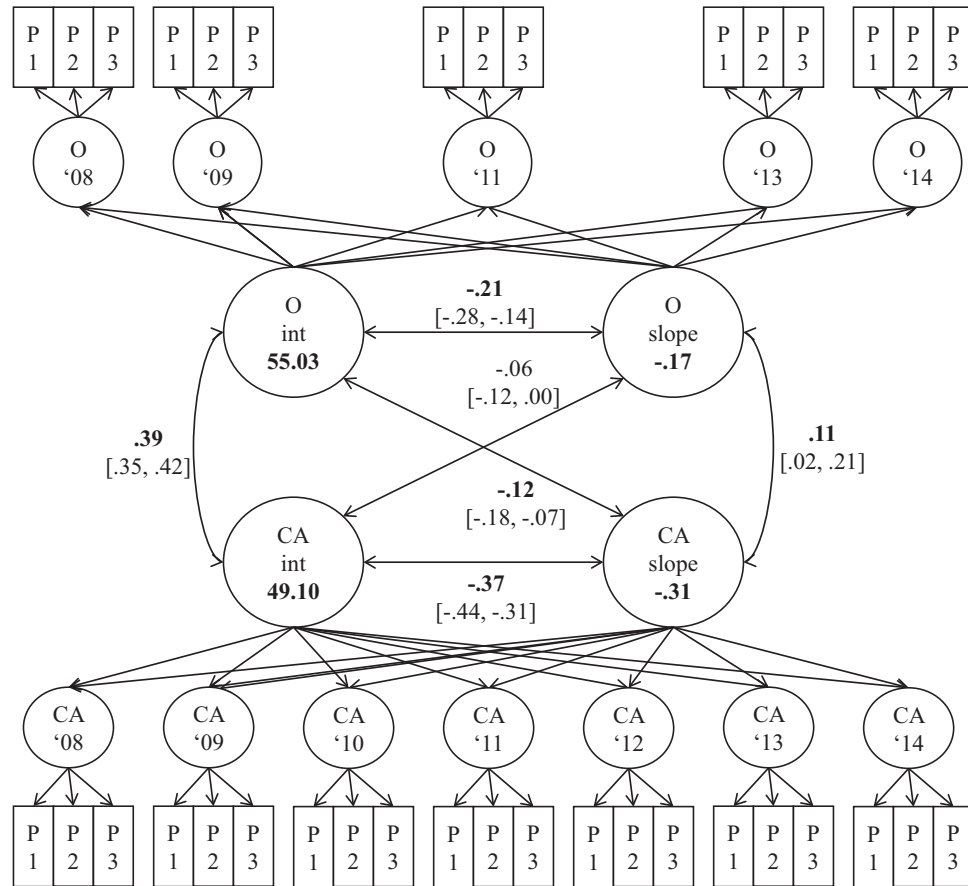 P P P P P P P P P P P P P P P
1 2 3 1 2 3 1 2 3 1 2 3 1 2 3
O O O O O
‘08 ‘09 ‘11 ‘13 ‘14
O
int
55.03
-.21
[-.28, -.14]
O
slope
-.17
-.06
[-.12, .00]
.39
[.35, .42]
.11
[.02, .21]
-.12
[-.18, -.07]
CA
int
49.10
-.37
[-.44, -.31]
CA
slope
-.31
CA CA CA CA CA CA CA
‘08 ‘09 ‘10 ‘11 ‘12 ‘13 ‘14
P P P P P P P P P P P P P P P P P P P P P
1 2 3 1 2 3 1 2 3 1 2 3 1 2 3 1 2 3 1 2 3